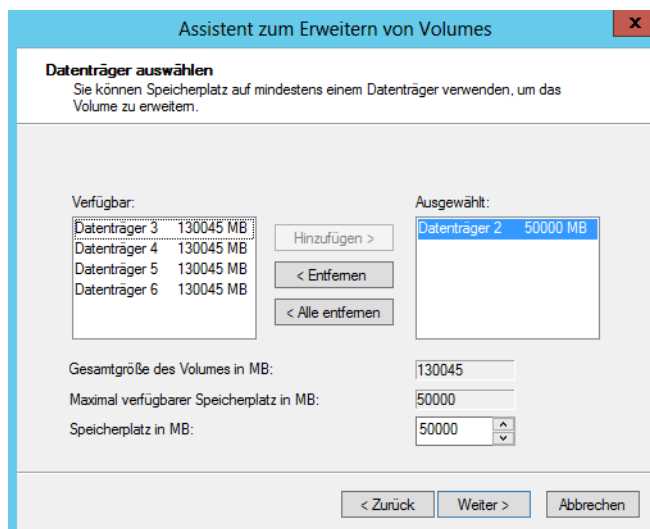 Assistent zum Erweitern von Volumes
x
Datenträger auswählen
Sie können Speicherplatz auf mindestens einem Datenträger verwenden, um das
Volume zu erweitern.
Verfügbar:
Datenträger 3 130045 MB
Datenträger 4 130045 MB
Datenträger 5 130045 MB
Datenträger 6 130045 MB
Hinzufügen >
< Entfernen
< Alle entfernen
Ausgewählt:
Datenträger 2 50000 MB
Gesamtgröße des Volumes in MB: 130045
Maximal verfügbarer Speicherplatz in MB: 50000
Speicherplatz in MB: 50000
< Zurück Weiter > Abbrechen